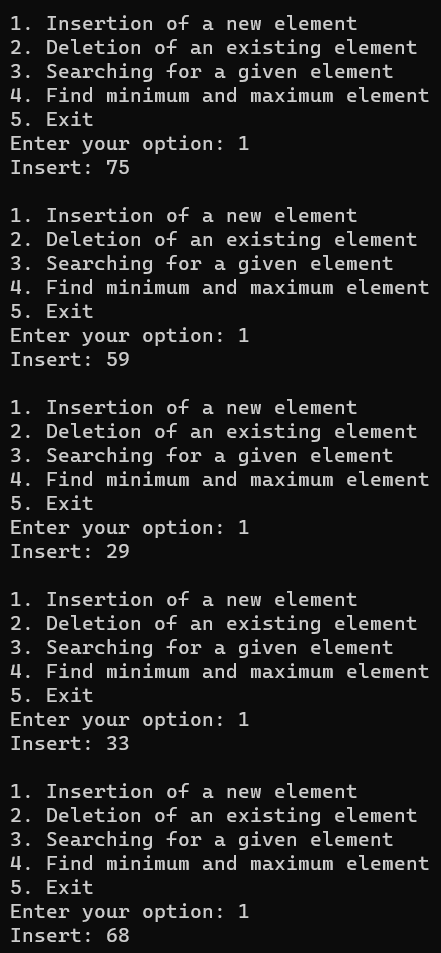 1. Insertion of a new element
2. Deletion of an existing element
3. Searching for a given element
4. Find minimum and maximum element
5. Exit
Enter your option: 1
Insert: 75

1. Insertion of a new element
2. Deletion of an existing element
3. Searching for a given element
4. Find minimum and maximum element
5. Exit
Enter your option: 1
Insert: 59

1. Insertion of a new element
2. Deletion of an existing element
3. Searching for a given element
4. Find minimum and maximum element
5. Exit
Enter your option: 1
Insert: 29

1. Insertion of a new element
2. Deletion of an existing element
3. Searching for a given element
4. Find minimum and maximum element
5. Exit
Enter your option: 1
Insert: 33

1. Insertion of a new element
2. Deletion of an existing element
3. Searching for a given element
4. Find minimum and maximum element
5. Exit
Enter your option: 1
Insert: 68